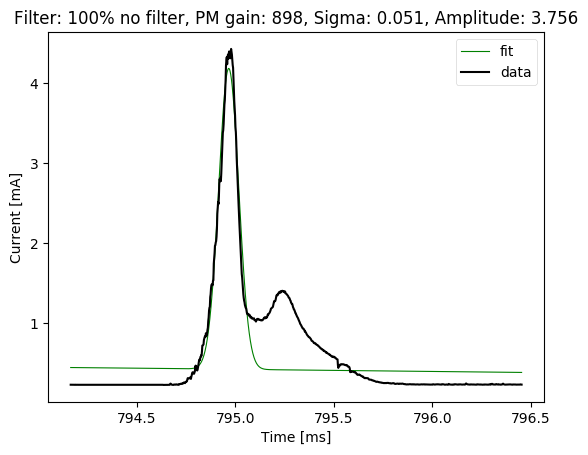 Filter: 100% no filter, PM gain: 898, Sigma: 0.051, Amplitude: 3.756
fit
data
4
3
2
1
Current [mA]
794.5 795.0 795.5 796.0 796.5
Time [ms]